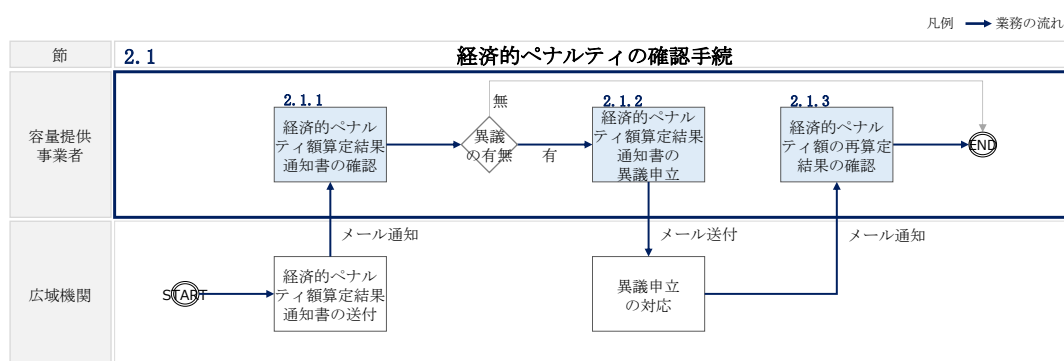 凡例 業務の流れ
節
2.1
経済的ペナルティの確認手続
容量提供
事業者
2.1.1
経済的ペナル
ティ額算定結果
通知書の確認
無
異議
の有無
有
2.1.2
経済的ペナル
ティ額算定結果
通知書の
異議申立
2.1.3
経済的ペナル
ティ額の再算定
結果の確認
END
メール通知
メール送付
メール通知
広域機関
START
経済的ペナル
ティ額算定結果
通知書の送付
異議申立
の対応